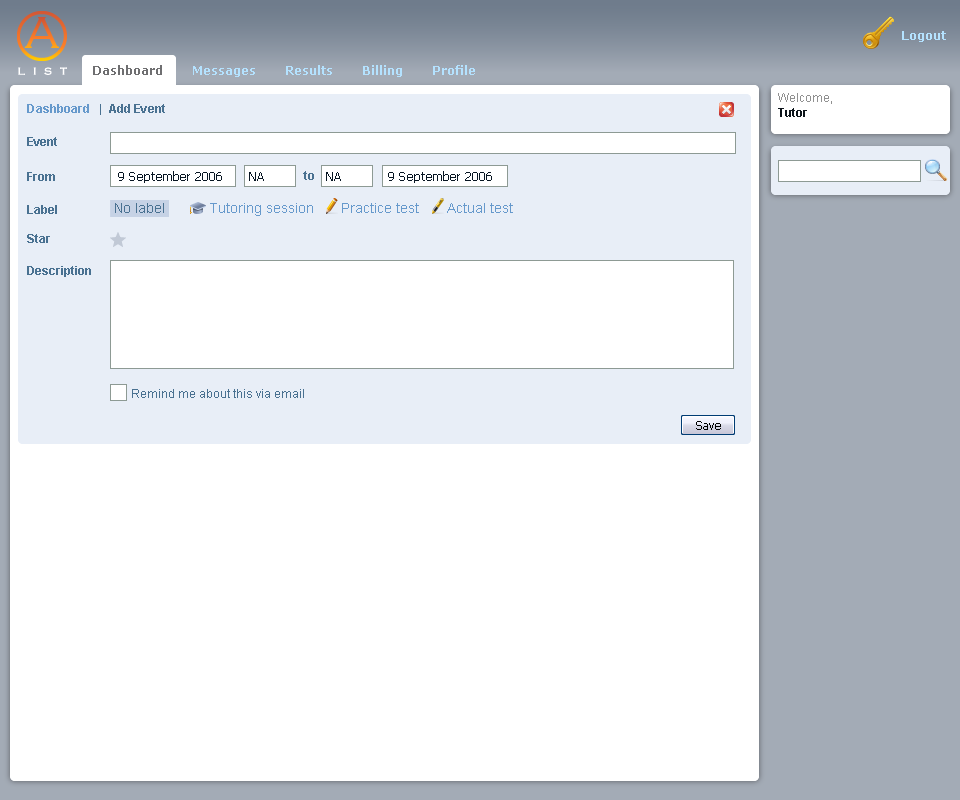 A
LIST
Logout
Dashboard Messages Results Billing Profile
Welcome,
Tutor
Dashboard | Add Event
Event
From 9 September 2006 NA to NA 9 September 2006
Label No label Tutoring session Practice test Actual test
Star
Description
Remind me about this via email
Save